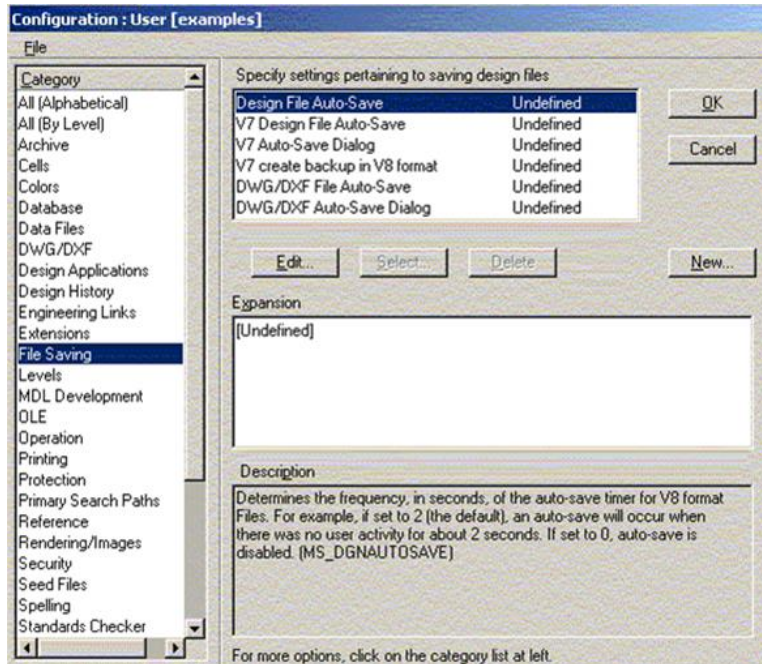 Configuration : User [examples]
File
Category
All (Alphabetical)
All (By Level)
Archive
Cells
Colors
Database
Data Files
DWG/DXF
Design Applications
Design History
Engineering Links
Extensions
File Saving
Levels
MDL Development
OLE
Operation
Printing
Protection
Primary Search Paths
Reference
Rendering/Images
Security
Seed Files
Spelling
Standards Checker
Specify settings pertaining to saving design files
Design File Auto-Save Undefined
V7 Design File Auto-Save Undefined
V7 Auto-Save Dialog Undefined
V7 create backup in V8 format Undefined
DWG/DXF File Auto-Save Undefined
DWG/DXF Auto-Save Dialog Undefined
OK
Cancel
Edit... Select... Delete New...
Expansion
[Undefined]
Description
Determines the frequency, in seconds, of the auto-save timer for V8 format
Files. For example, if set to 2 (the default), an auto-save will occur when
there was no user activity for about 2 seconds. If set to 0, auto-save is
disabled. (MS_DGNAUTOSAVE)
For more options, click on the category list at left.